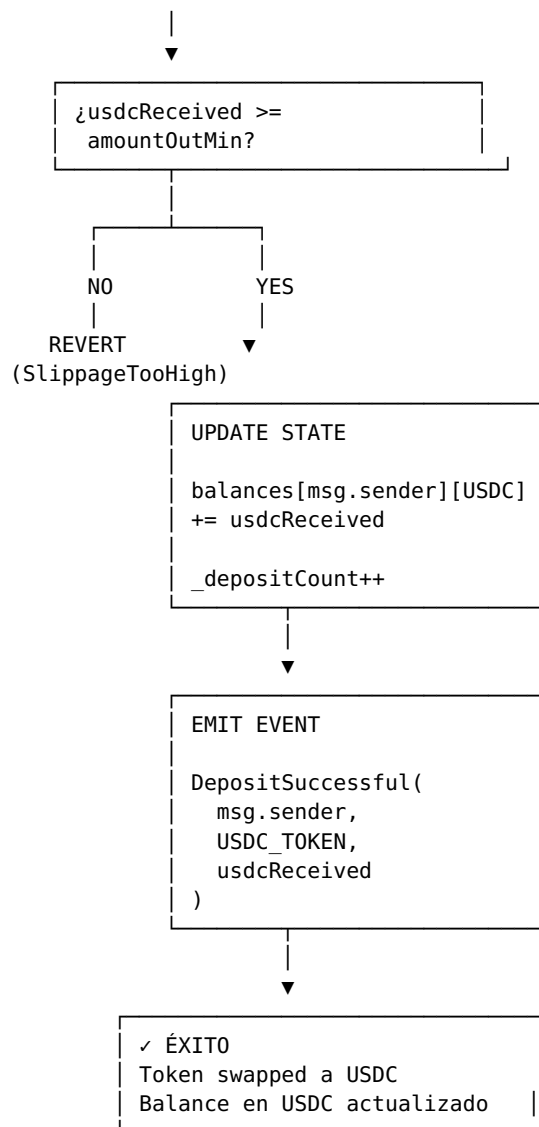 ¿usdcReceived >=
amountOutMin?
NO YES
REVERT
(SlippageTooHigh)
UPDATE STATE
balances[msg.sender][USDC]
+= usdcReceived
_depositCount++
EMIT EVENT
DepositSuccessful(
msg.sender,
USDC_TOKEN,
usdcReceived
)
✓ ÉXITO
Token swapped a USDC
Balance en USDC actualizado